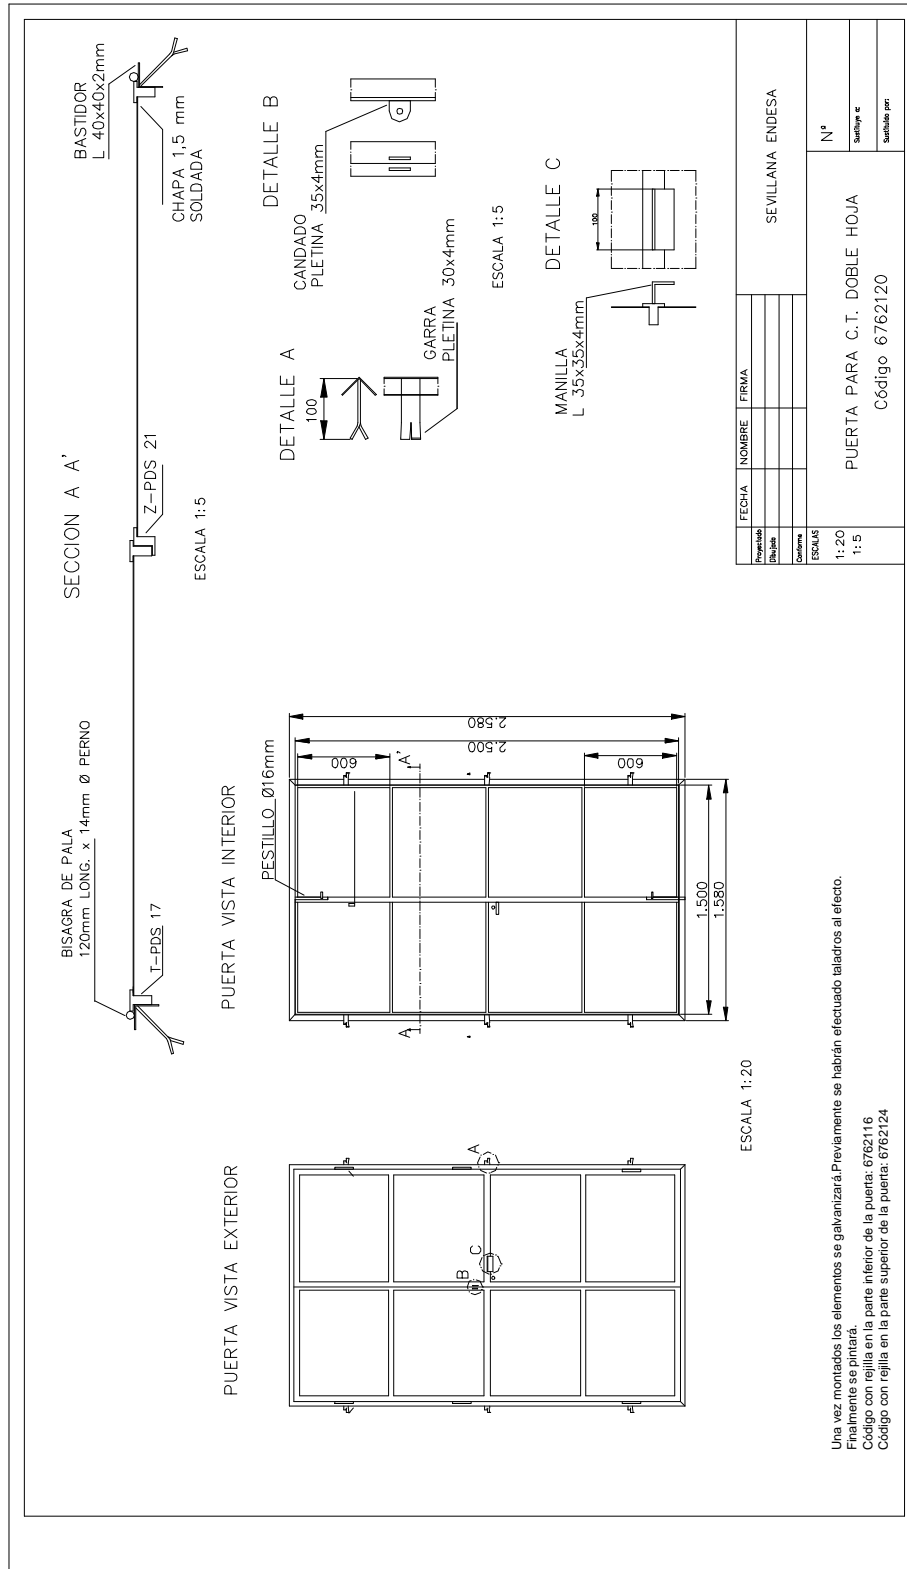 SECCION A A'
BISAGRA DE PALA
120mm LONG. x 14mm Ø PERNO
T-PDS 17
Z-PDS 21
ESCALA 1:5
BASTIDOR
L 40x40x2mm
CHAPA 1,5 mm
SOLDADA
PUERTA VISTA EXTERIOR
A
B
C
PUERTA VISTA INTERIOR
PESTILLO Ø16mm
A
A'
600
600
2.500
2.580
1.500
1.580
ESCALA 1:20
DETALLE A
100
GARRA
PLETINA 30x4mm
DETALLE B
CANDADO
PLETINA 35x4mm
ESCALA 1:5
DETALLE C
MANILLA
L 35x35x4mm
100
Una vez montados los elementos se galvanizará.Previamente se habrán efectuado taladros al efecto.
Finalmente se pintará.
Código con rejilla en la parte inferior de la puerta: 6762116
Código con rejilla en la parte superior de la puerta: 6762124
FECHA NOMBRE FIRMA
Proyectado
Dibujado
Conforme
SEVILLANA ENDESA
ESCALAS
1:20
1:5
PUERTA PARA C.T. DOBLE HOJA
Código 6762120
Nº
Sustituye a:
Sustituido por: